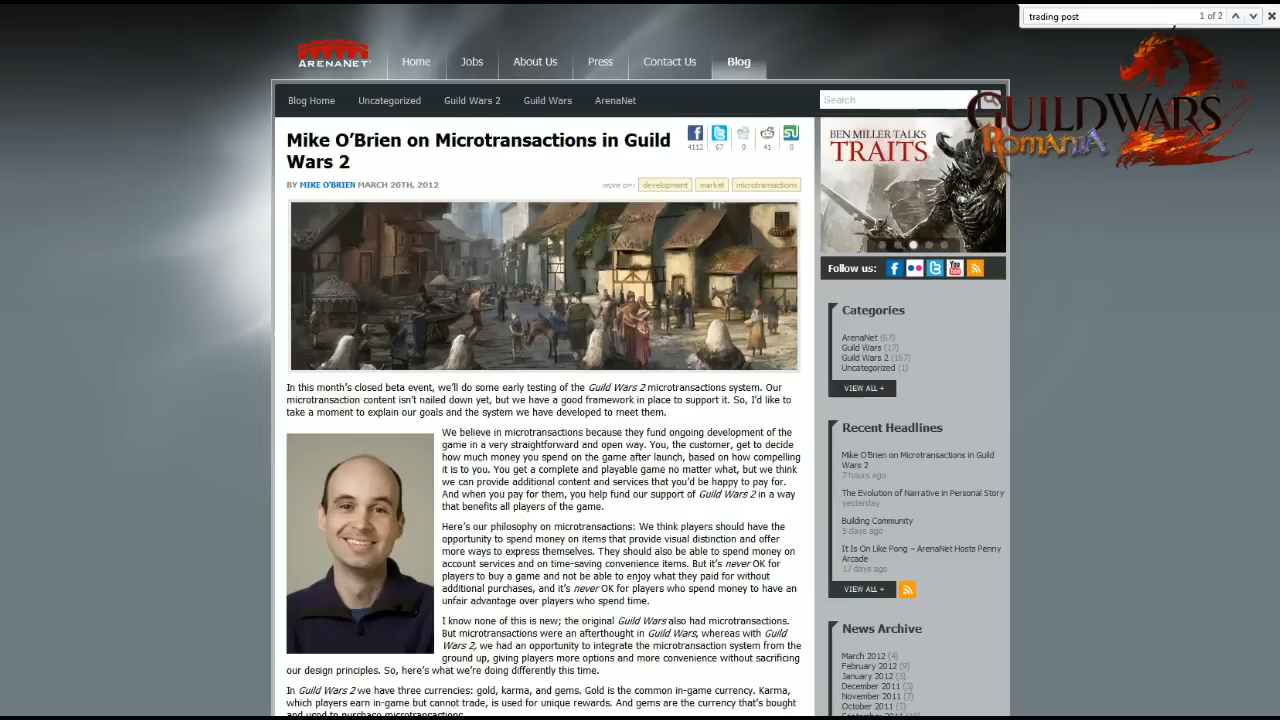 trading post
1 of 2
ARENANET
Home
Jobs
About Us
Press
Contact Us
Blog
Blog Home
Uncategorized
Guild Wars 2
Guild Wars
ArenaNet
Search
GUILD WARS 2
ROMANIA
TM
Mike O'Brien on Microtransactions in Guild
Wars 2
4112
67
0
41
0
BY MIKE O'BRIEN MARCH 20TH, 2012
more on: development market microtransactions
BEN MILLER TALKS
TRAITS
Follow us:
You Tube
In this month's closed beta event, we'll do some early testing of the Guild Wars 2 microtransactions system. Our
microtransaction content isn't nailed down yet, but we have a good framework in place to support it. So, I'd like to
take a moment to explain our goals and the system we have developed to meet them.
We believe in microtransactions because they fund ongoing development of the
game in a very straightforward and open way. You, the customer, get to decide
how much money you spend on the game after launch, based on how compelling
it is to you. You get a complete and playable game no matter what, but we think
we can provide additional content and services that you'd be happy to pay for.
And when you pay for them, you help fund our support of Guild Wars 2 in a way
that benefits all players of the game.
Here's our philosophy on microtransactions: We think players should have the
opportunity to spend money on items that provide visual distinction and offer
more ways to express themselves. They should also be able to spend money on
account services and on time-saving convenience items. But it's never OK for
players to buy a game and not be able to enjoy what they paid for without
additional purchases, and it's never OK for players who spend money to have an
unfair advantage over players who spend time.
I know none of this is new; the original Guild Wars also had microtransactions.
But microtransactions were an afterthought in Guild Wars, whereas with Guild
Wars 2, we had an opportunity to integrate the microtransaction system from the
ground up, giving players more options and more convenience without sacrificing
our design principles. So, here's what we're doing differently this time.
In Guild Wars 2 we have three currencies: gold, karma, and gems. Gold is the common in-game currency. Karma,
which players earn in-game but cannot trade, is used for unique rewards. And gems are the currency that's bought
and used to purchase microtransactions.
Categories
ArenaNet (67)
Guild Wars (17)
Guild Wars 2 (167)
Uncategorized (1)
VIEW ALL +
Recent Headlines
Mike O'Brien on Microtransactions in Guild
Wars 2
7 hours ago
The Evolution of Narrative in Personal Story
yesterday
Building Community
5 days ago
It Is On Like Pong – ArenaNet Hosts Penny
Arcade
17 days ago
VIEW ALL +
News Archive
March 2012 (4)
February 2012 (9)
January 2012 (3)
December 2011 (3)
November 2011 (7)
October 2011 (3)